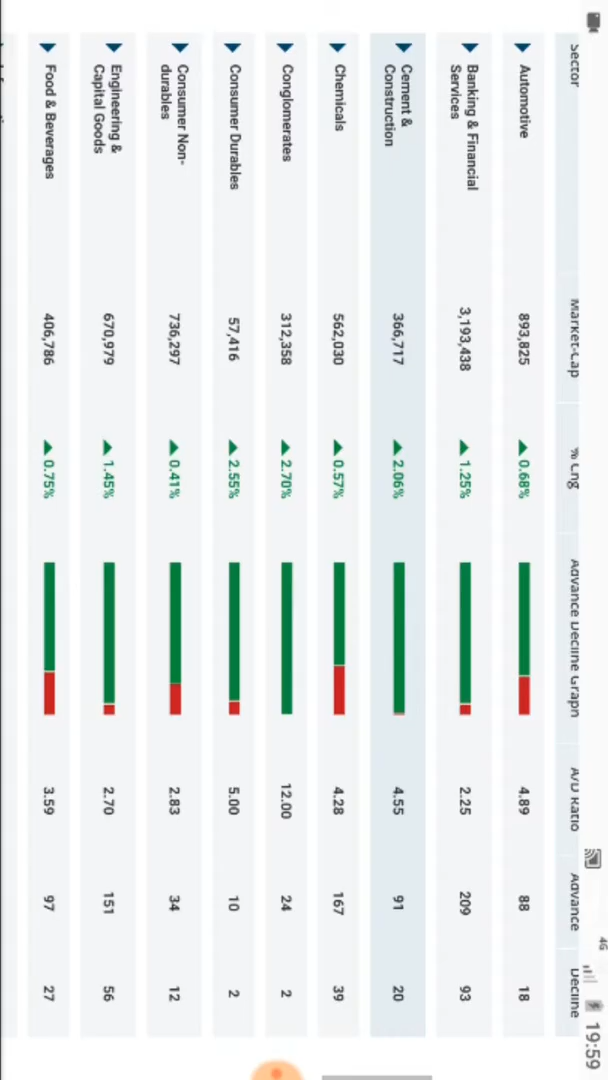 4G 19:59
Sector Market-Cap % Chg Advance Decline Graph A/D Ratio Advance Decline
Automotive 893,825 0.68% 4.89 88 18
Banking & Financial
Services 3,193,438 1.25% 2.25 209 93
Cement &
Construction 366,717 2.06% 4.55 91 20
Chemicals 562,030 0.57% 4.28 167 39
Conglomerates 312,358 2.70% 12.00 24 2
Consumer Durables 57,416 2.55% 5.00 10 2
Consumer Non-
durables 736,297 0.41% 2.83 34 12
Engineering &
Capital Goods 670,979 1.45% 2.70 151 56
Food & Beverages 406,786 0.75% 3.59 97 27